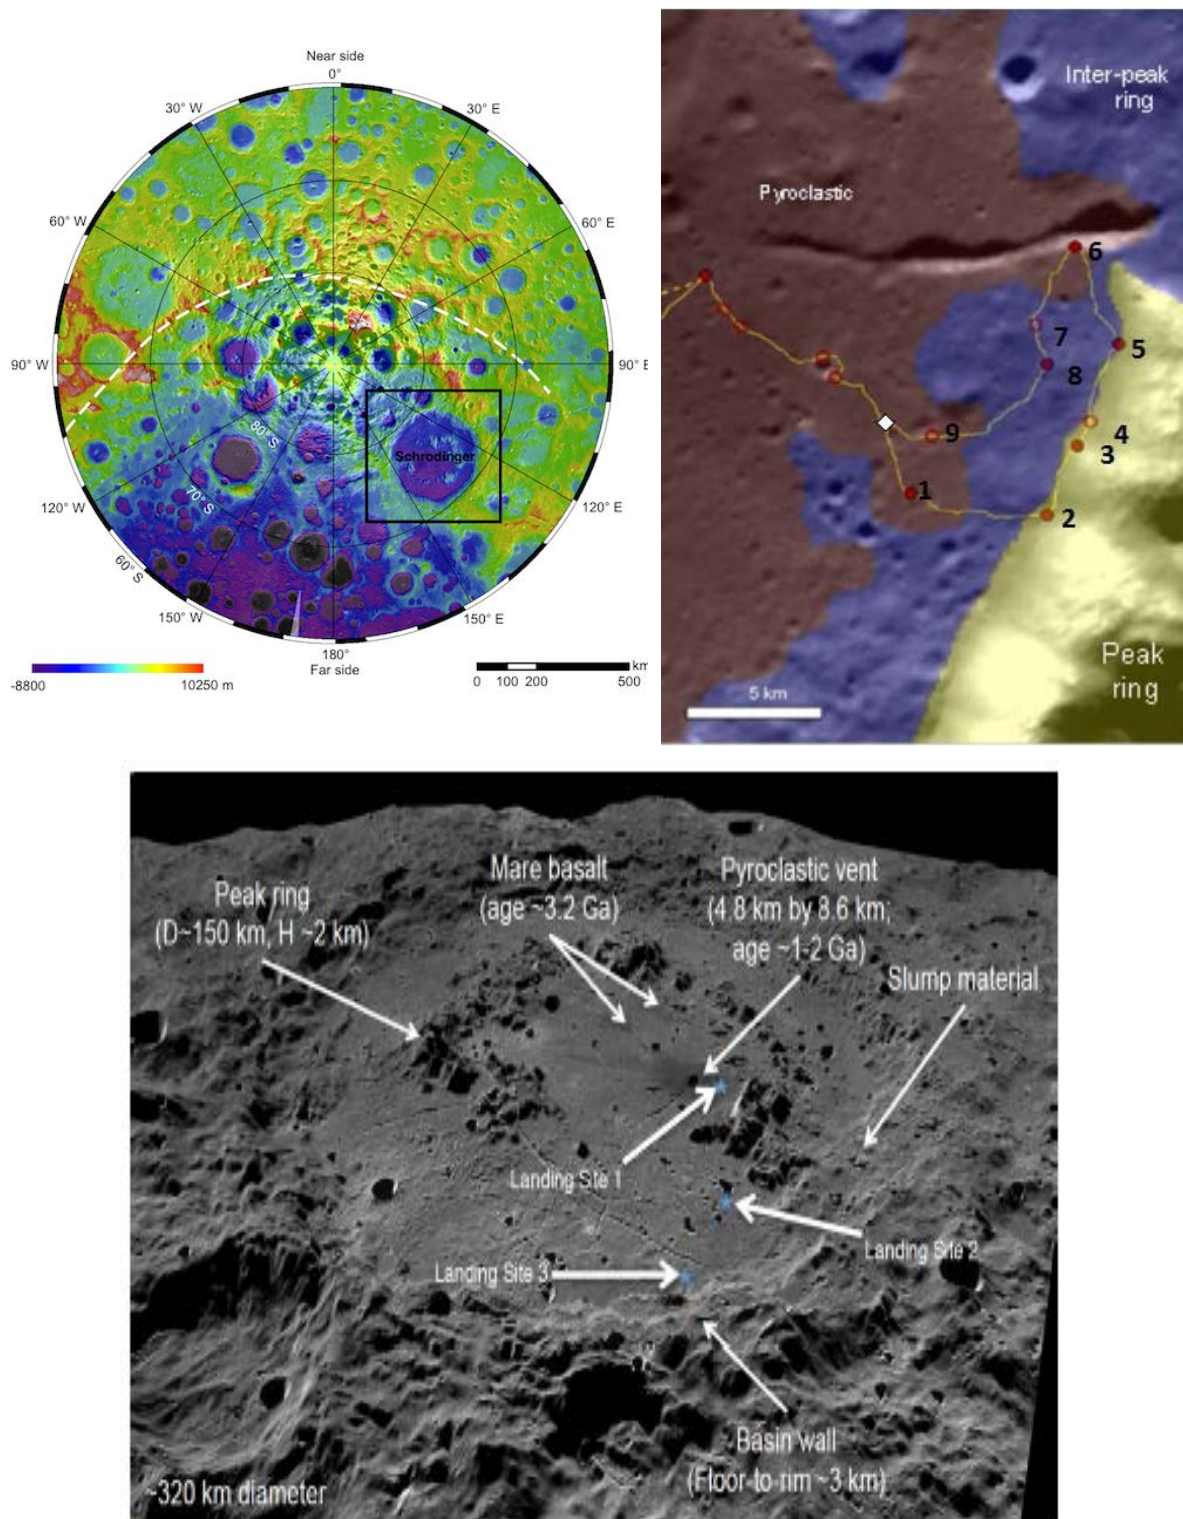 Near side
0°
30° W
30° E
60° W
60° E
90° W
90° E
80° S
70° S
60° S
Schrodinger
120° W
120° E
150° W
150° E
180°
Far side
-8800
10250 m
km
0
100
200
500
Inter-peak
ring
Pyroclastic
6
7
5
8
4
9
3
1
2
Peak
ring
5 km
Mare basalt
(age ~3.2 Ga)
Pyroclastic vent
(4.8 km by 8.6 km;
age ~1-2 Ga)
Peak ring
(D~150 km, H ~2 km)
Slump material
Landing Site 1
Landing Site 2
Landing Site 3
Basin wall
(Floor-to-rim ~3 km)
~320 km diameter